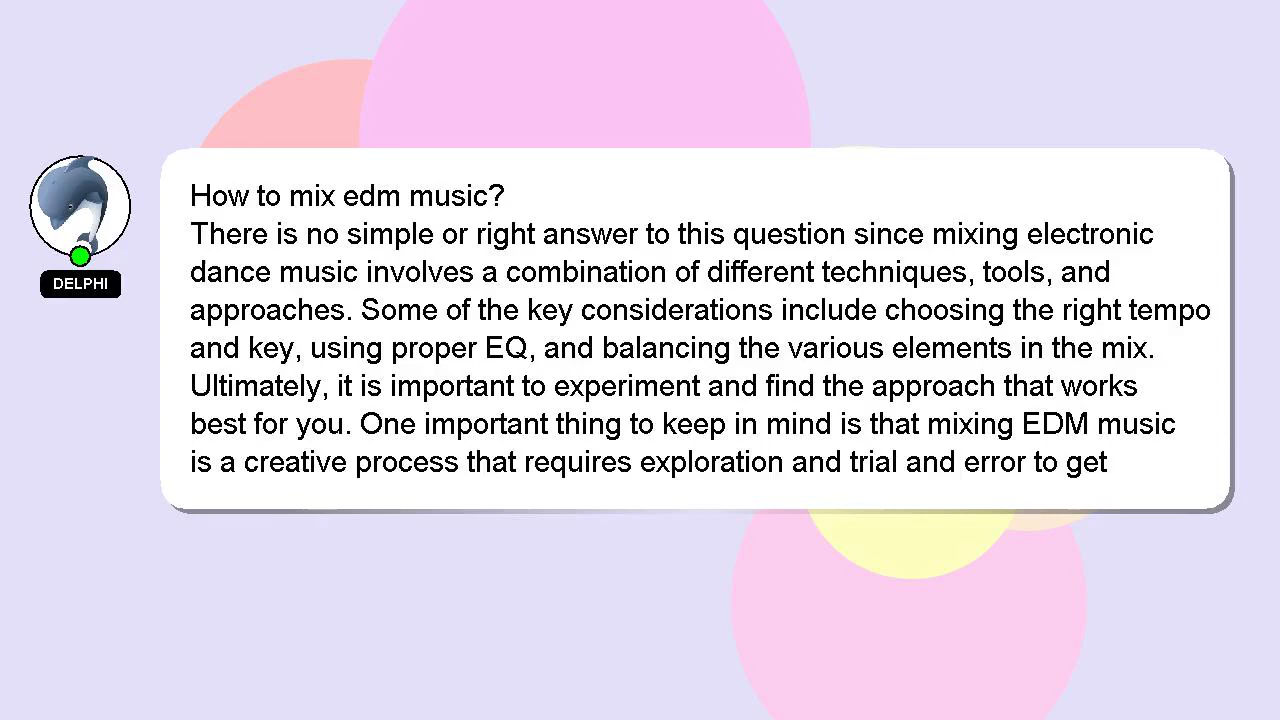 How to mix edm music?
There is no simple or right answer to this question since mixing electronic
dance music involves a combination of different techniques, tools, and
approaches. Some of the key considerations include choosing the right tempo
and key, using proper EQ, and balancing the various elements in the mix.
Ultimately, it is important to experiment and find the approach that works
best for you. One important thing to keep in mind is that mixing EDM music
is a creative process that requires exploration and trial and error to get
DELPHI